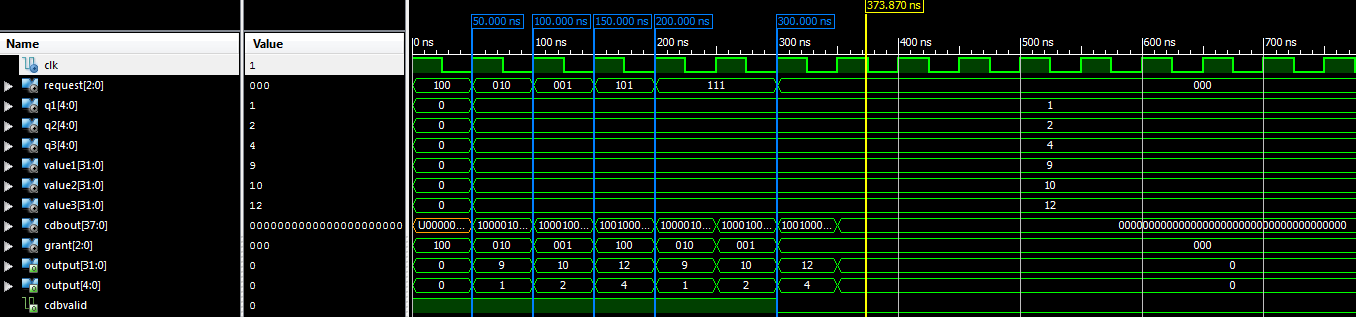 373.870 ns
50.000 ns 100.000 ns 150.000 ns 200.000 ns 300.000 ns
Name Value 0 ns 100 ns 200 ns 300 ns 400 ns 500 ns 600 ns 700 ns
clk 1
request[2:0] 000 100 010 001 101 111 000
q1[4:0] 1 0 1
q2[4:0] 2 0 2
q3[4:0] 4 0 4
value1[31:0] 9 0 9
value2[31:0] 10 0 10
value3[31:0] 12 0 12
cdbout[37:0] 00000000000000000000000 U00000... 1000010... 1000100... 1001000... 1000010... 1000100... 1001000... 00000000000000000000000000000000000000
grant[2:0] 000 100 010 001 100 010 001 000
output[31:0] 0 0 9 10 12 9 10 12 0
output[4:0] 0 0 1 2 4 1 2 4 0
cdbvalid 0